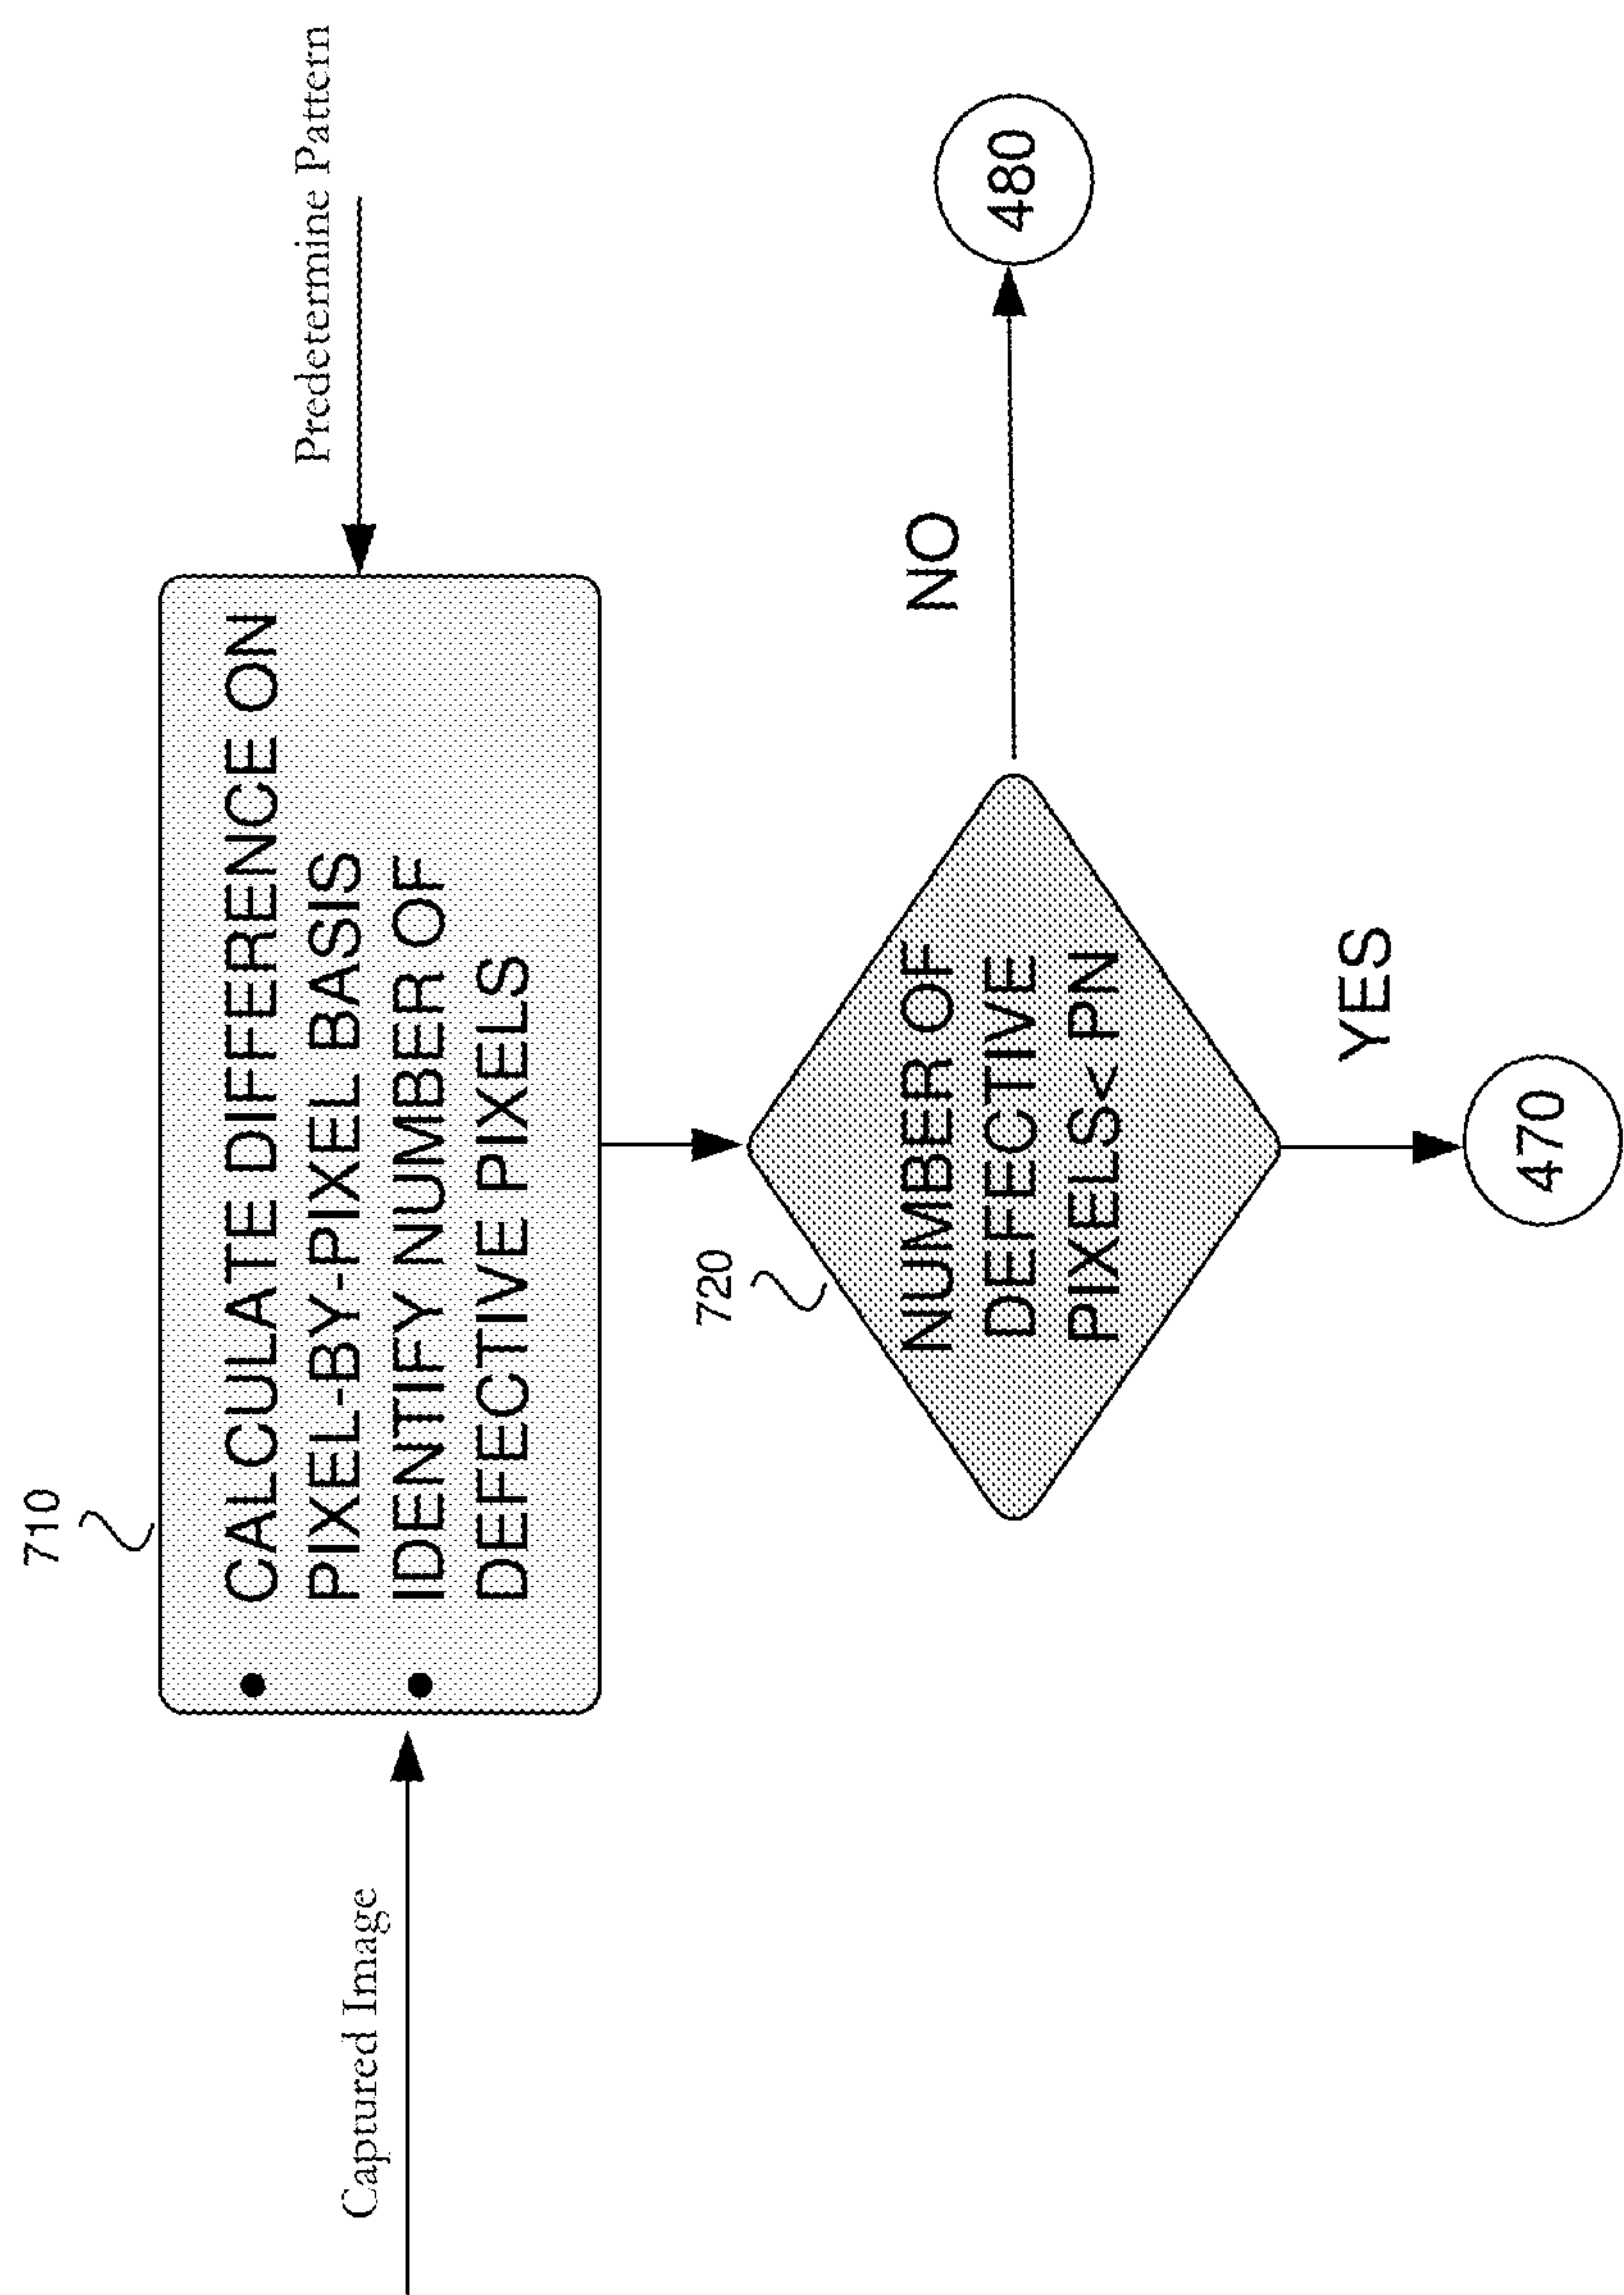 710
Captured Image
Predetermine Pattern
• CALCULATE DIFFERENCE ON
PIXEL-BY-PIXEL BASIS
• IDENTIFY NUMBER OF
DEFECTIVE PIXELS
720
NUMBER OF
DEFECTIVE
PIXELS< PN
NO
480
YES
470